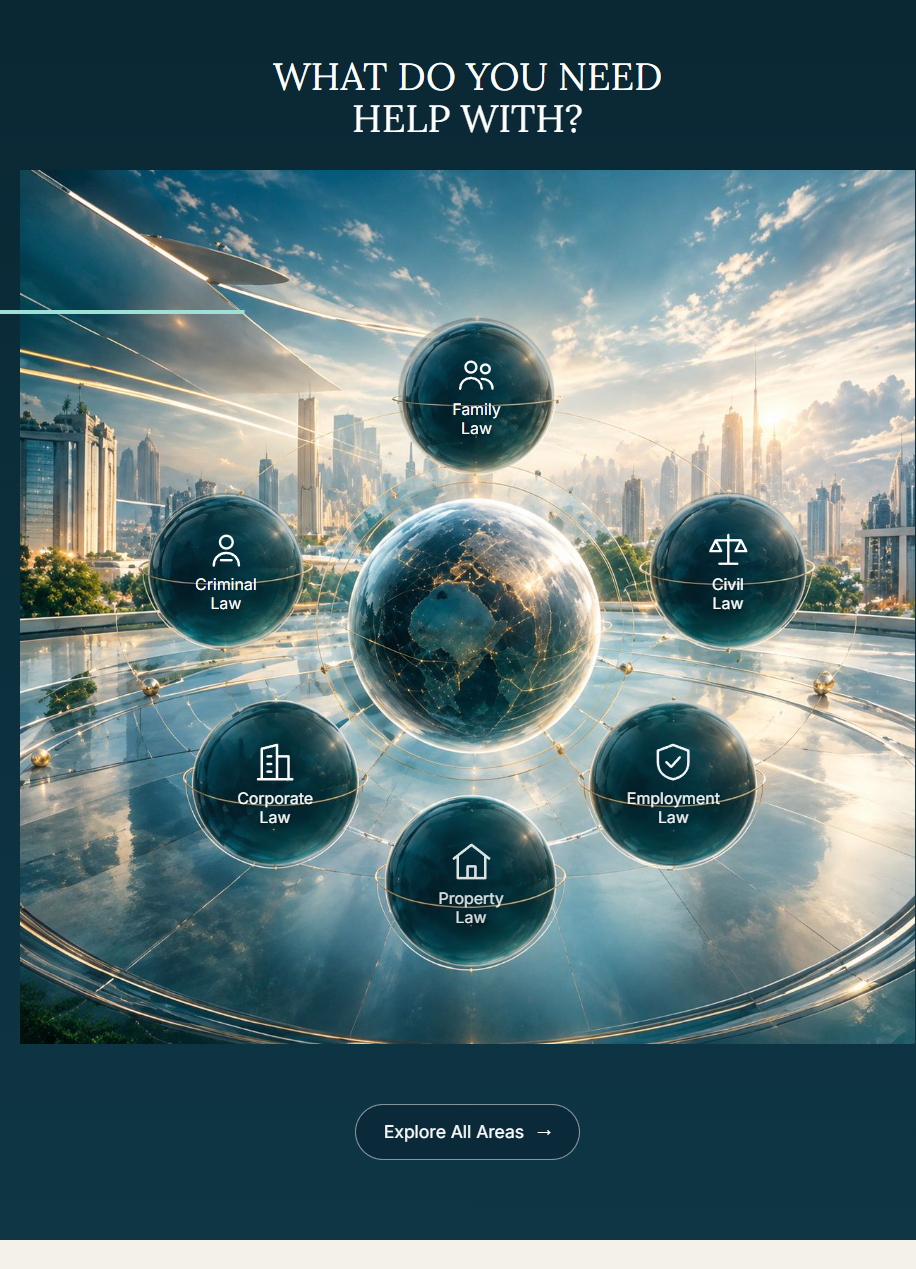 WHAT DO YOU NEED
HELP WITH?
Family
Law
Criminal
Law
Civil
Law
Corporate
Law
Employment
Law
Property
Law
Explore All Areas →